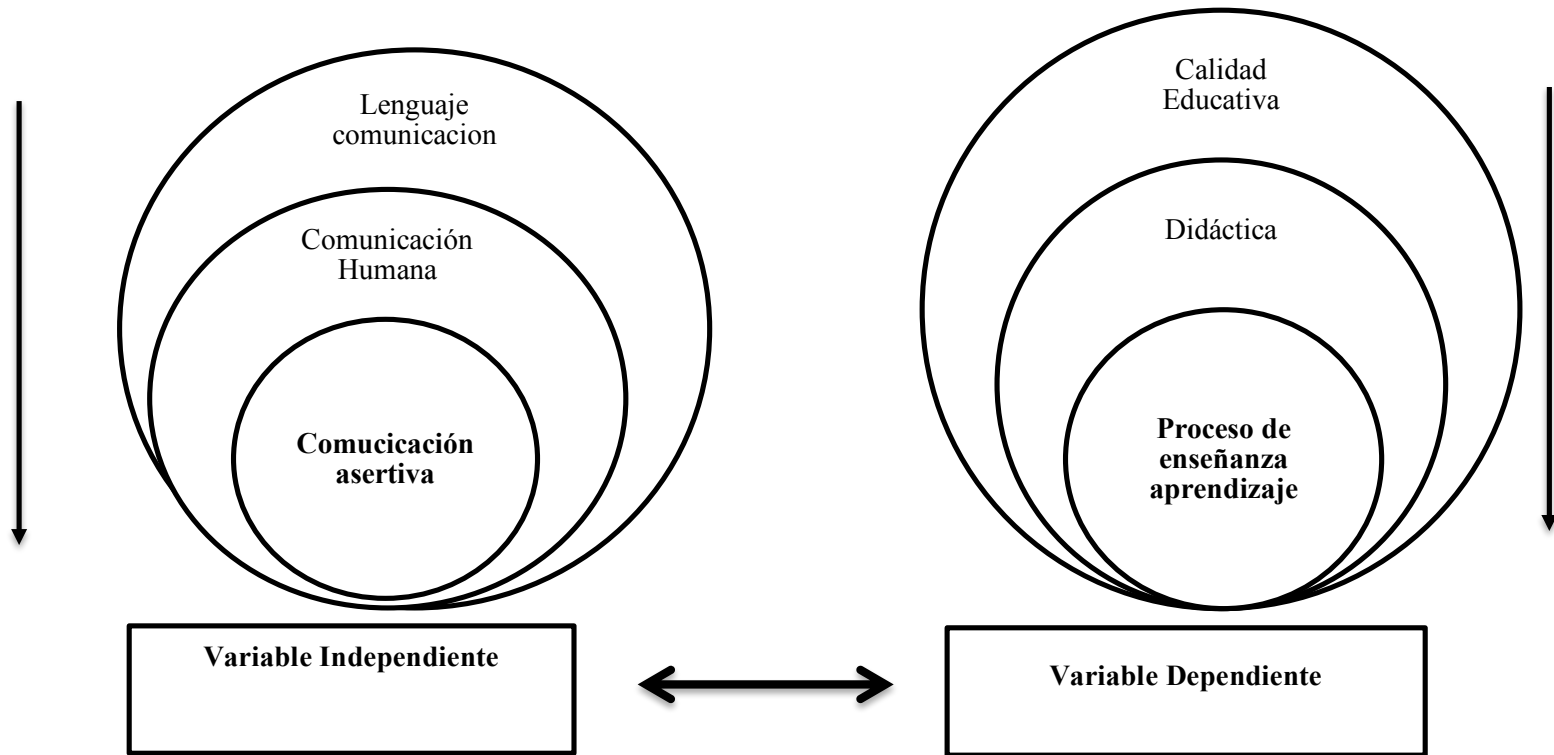 Lenguaje
comunicacion
Comunicación
Humana
Comucicación
asertiva
Variable Independiente
Calidad
Educativa
Didáctica
Proceso de
enseñanza
aprendizaje
Variable Dependiente